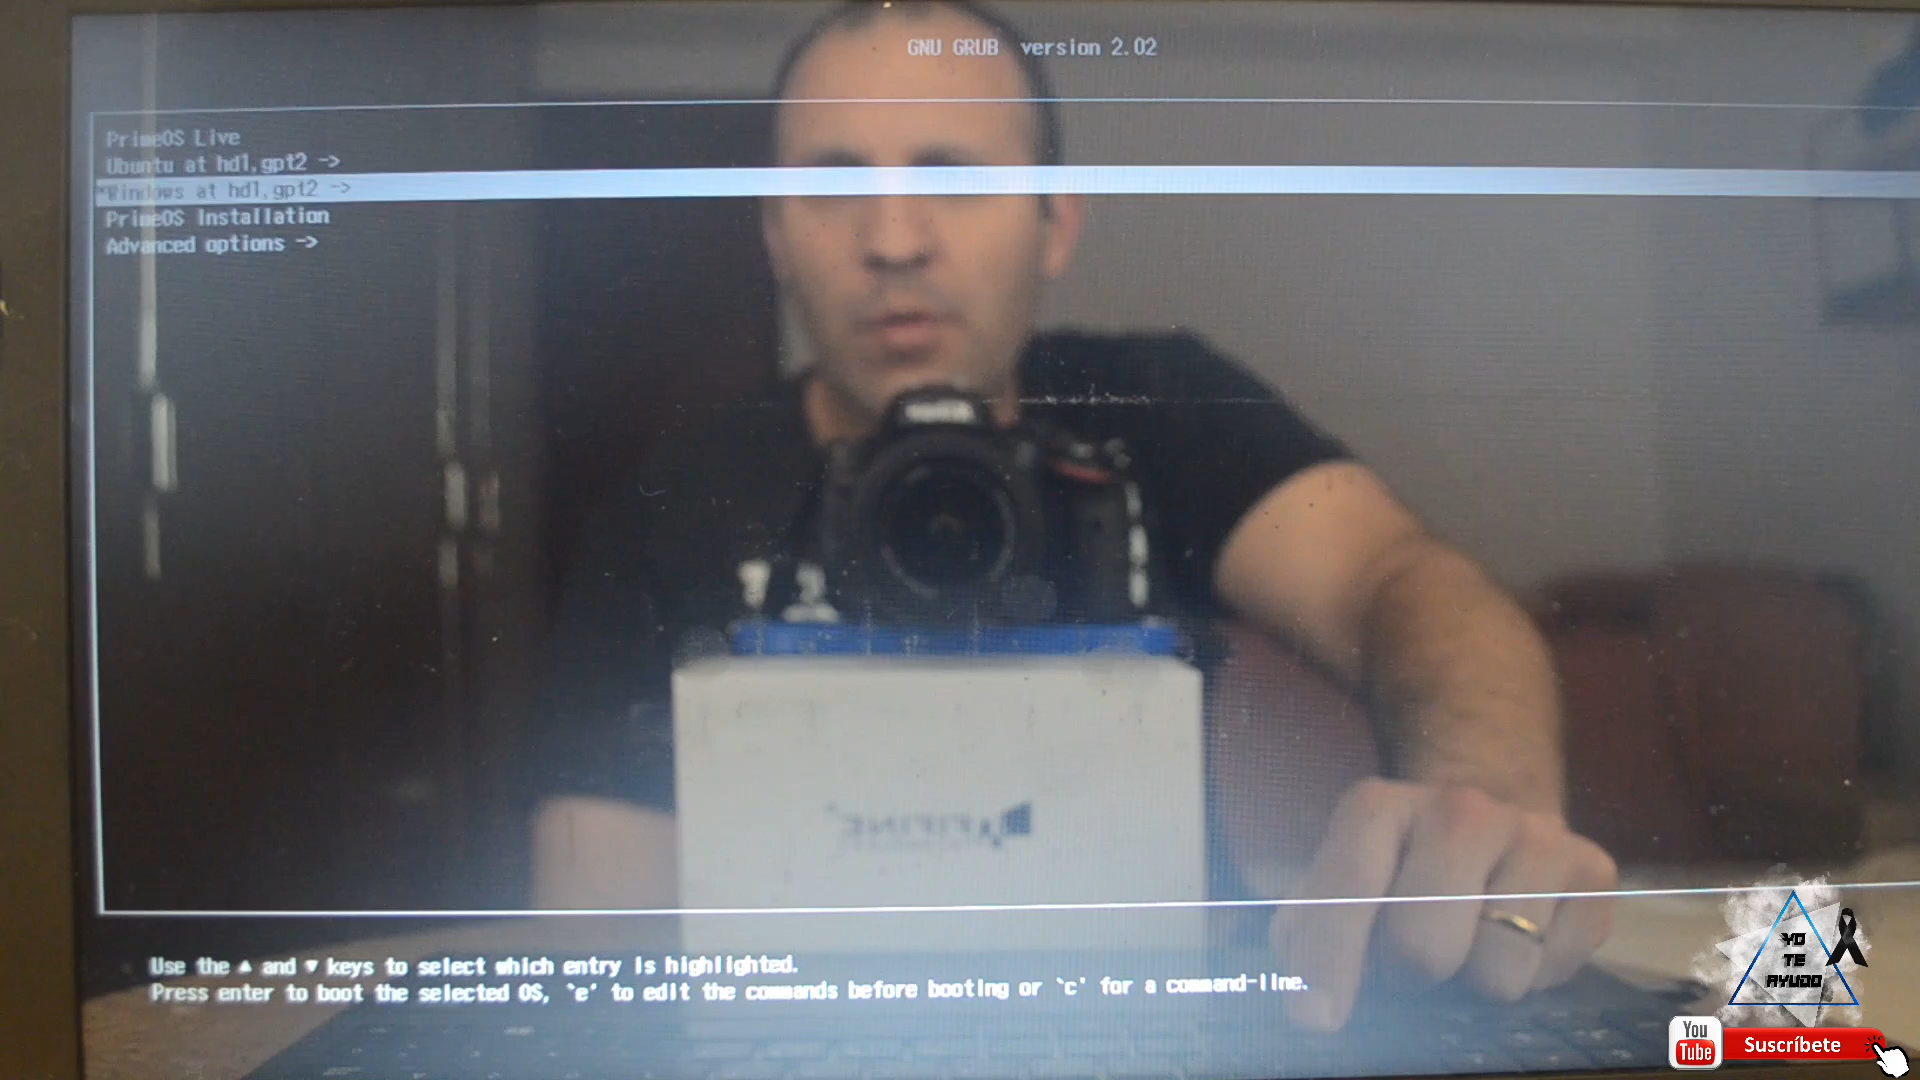 GNU GRUB version 2.02
PrimeOS Live
Ubuntu at hd1,gpt2 ->
*Windows at hd1,gpt2 ->
PrimeOS Installation
Advanced options ->
Use the ▲ and ▼ keys to select which entry is highlighted.
Press enter to boot the selected OS, `e' to edit the commands before booting or `c' for a command-line.
YO
TE
AYUDO
You
Tube
Suscríbete